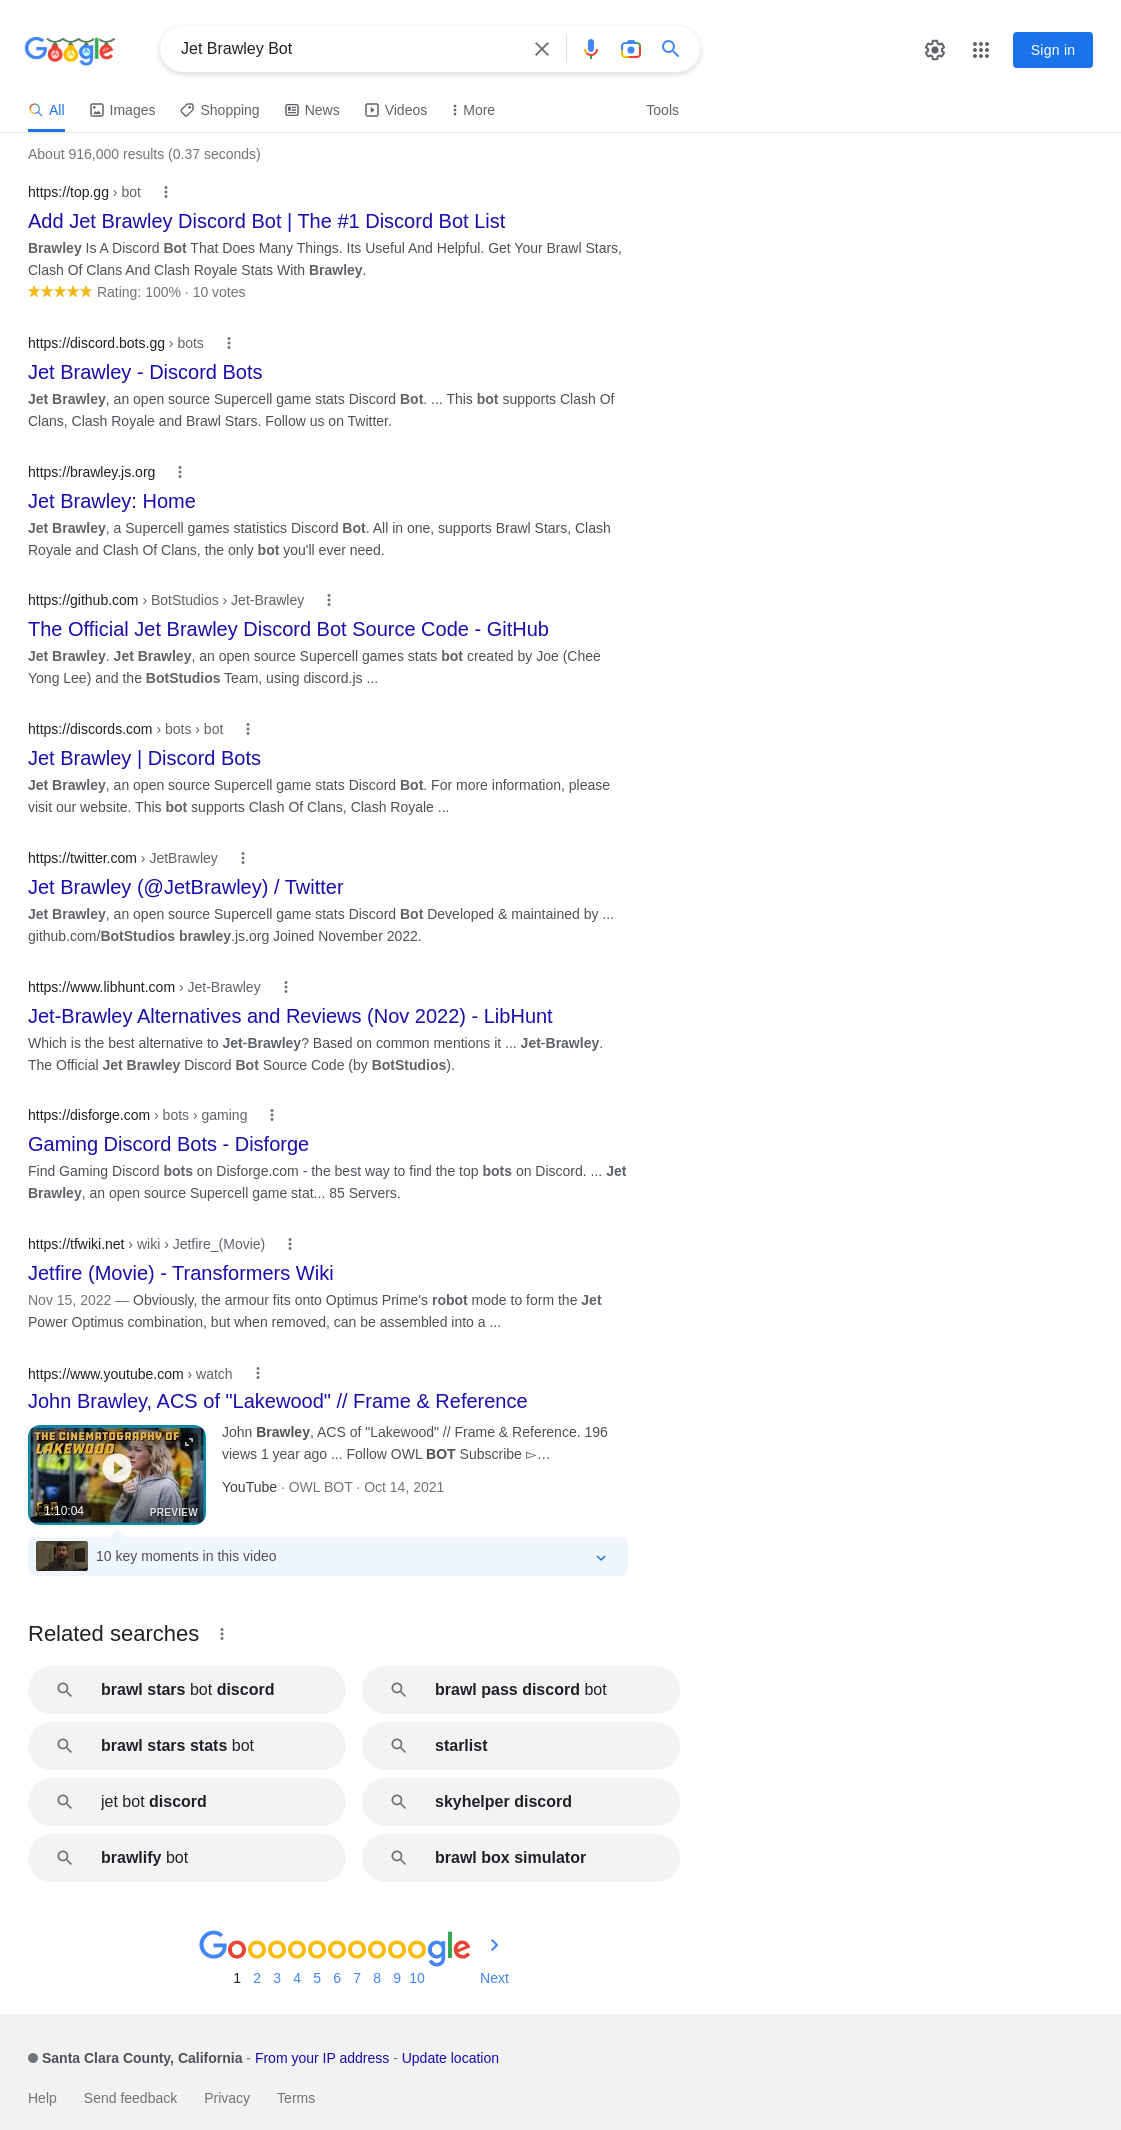 Google
Jet Brawley Bot
Sign in
All
Images
Shopping
News
Videos
More
Tools
About 916,000 results (0.37 seconds)
https://top.gg › bot
Add Jet Brawley Discord Bot | The #1 Discord Bot List
Brawley Is A Discord Bot That Does Many Things. Its Useful And Helpful. Get Your Brawl Stars,
Clash Of Clans And Clash Royale Stats With Brawley.
Rating: 100% · 10 votes
https://discord.bots.gg › bots
Jet Brawley - Discord Bots
Jet Brawley, an open source Supercell game stats Discord Bot. ... This bot supports Clash Of
Clans, Clash Royale and Brawl Stars. Follow us on Twitter.
https://brawley.js.org
Jet Brawley: Home
Jet Brawley, a Supercell games statistics Discord Bot. All in one, supports Brawl Stars, Clash
Royale and Clash Of Clans, the only bot you'll ever need.
https://github.com › BotStudios › Jet-Brawley
The Official Jet Brawley Discord Bot Source Code - GitHub
Jet Brawley. Jet Brawley, an open source Supercell games stats bot created by Joe (Chee
Yong Lee) and the BotStudios Team, using discord.js ...
https://discords.com › bots › bot
Jet Brawley | Discord Bots
Jet Brawley, an open source Supercell game stats Discord Bot. For more information, please
visit our website. This bot supports Clash Of Clans, Clash Royale ...
https://twitter.com › JetBrawley
Jet Brawley (@JetBrawley) / Twitter
Jet Brawley, an open source Supercell game stats Discord Bot Developed & maintained by ...
github.com/BotStudios brawley.js.org Joined November 2022.
https://www.libhunt.com › Jet-Brawley
Jet-Brawley Alternatives and Reviews (Nov 2022) - LibHunt
Which is the best alternative to Jet-Brawley? Based on common mentions it ... Jet-Brawley.
The Official Jet Brawley Discord Bot Source Code (by BotStudios).
https://disforge.com › bots › gaming
Gaming Discord Bots - Disforge
Find Gaming Discord bots on Disforge.com - the best way to find the top bots on Discord. ... Jet
Brawley, an open source Supercell game stat... 85 Servers.
https://tfwiki.net › wiki › Jetfire_(Movie)
Jetfire (Movie) - Transformers Wiki
Nov 15, 2022 — Obviously, the armour fits onto Optimus Prime's robot mode to form the Jet
Power Optimus combination, but when removed, can be assembled into a ...
https://www.youtube.com › watch
John Brawley, ACS of "Lakewood" // Frame & Reference
THE CINEMATOGRAPHY OF
LAKEWOOD
1:10:04
PREVIEW
John Brawley, ACS of "Lakewood" // Frame & Reference. 196
views 1 year ago ... Follow OWL BOT Subscribe ▻...
YouTube · OWL BOT · Oct 14, 2021
10 key moments in this video
Related searches
brawl stars bot discord
brawl pass discord bot
brawl stars stats bot
starlist
jet bot discord
skyhelper discord
brawlify bot
brawl box simulator
Goooooooooogle
1 2 3 4 5 6 7 8 9 10 Next
Santa Clara County, California - From your IP address - Update location
Help Send feedback Privacy Terms